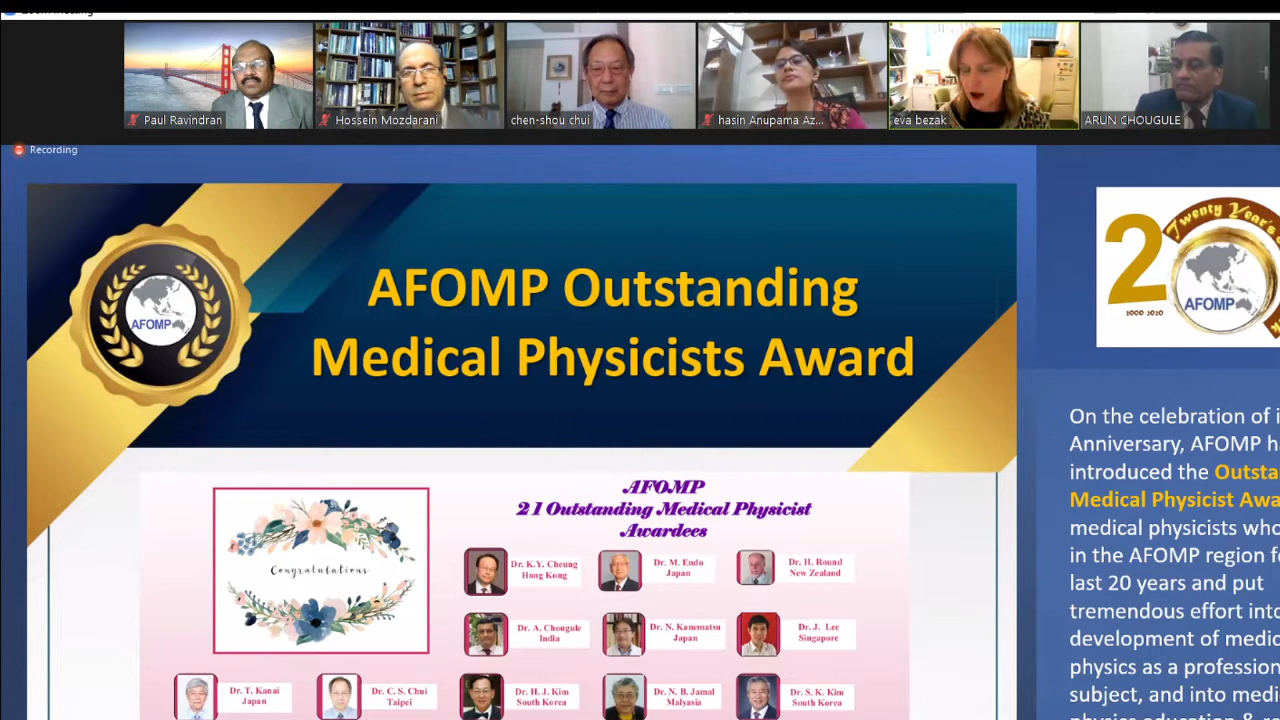 Paul Ravindran
Hossein Mozdarani
chen-shou chui
hasin Anupama Az...
eva bezak
ARUN CHOUGULE
Recording
AFOMP
AFOMP Outstanding
Medical Physicists Award
20
Twenty Year's
AFOMP
2000 2020
On the celebration of i
Anniversary, AFOMP h
introduced the Outsta
Medical Physicist Awa
medical physicists who
in the AFOMP region f
last 20 years and put
tremendous effort into
development of medic
physics as a profession
subject, and into medi
Congratulations
AFOMP
21 Outstanding Medical Physicist
Awardees
Dr. K.Y. Cheung
Hong Kong
Dr. M. Endo
Japan
Dr. H. Round
New Zealand
Dr. A. Chougule
India
Dr. N. Kanematsu
Japan
Dr. J. Lee
Singapore
Dr. T. Kanai
Japan
Dr. C. S. Chui
Taipei
Dr. H. J. Kim
South Korea
Dr. N. B. Jamal
Malyasia
Dr. S. K. Kim
South Korea